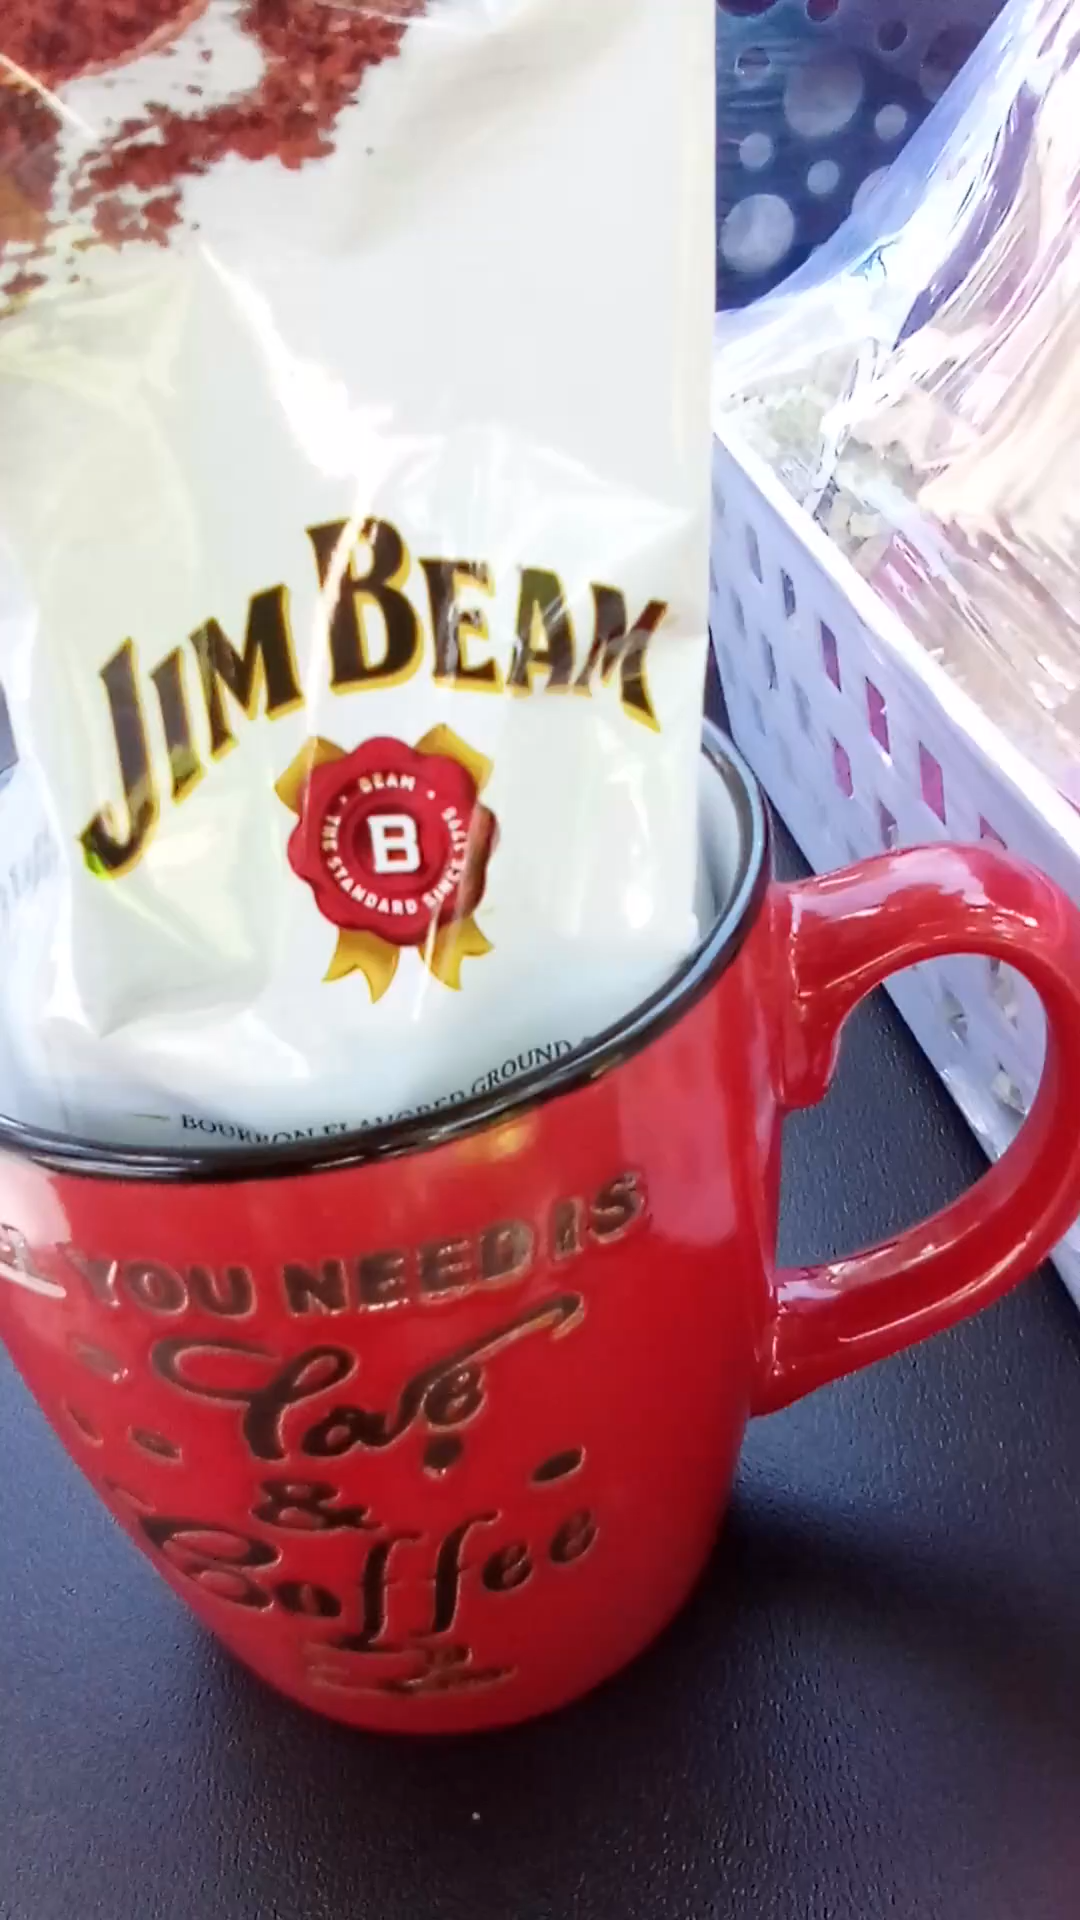 JIM BEAM
BEAM
B
THE STANDARD SINCE 1795
BOURBON FLAVORED GROUND
YOU NEED IS
Love
&
Coffee